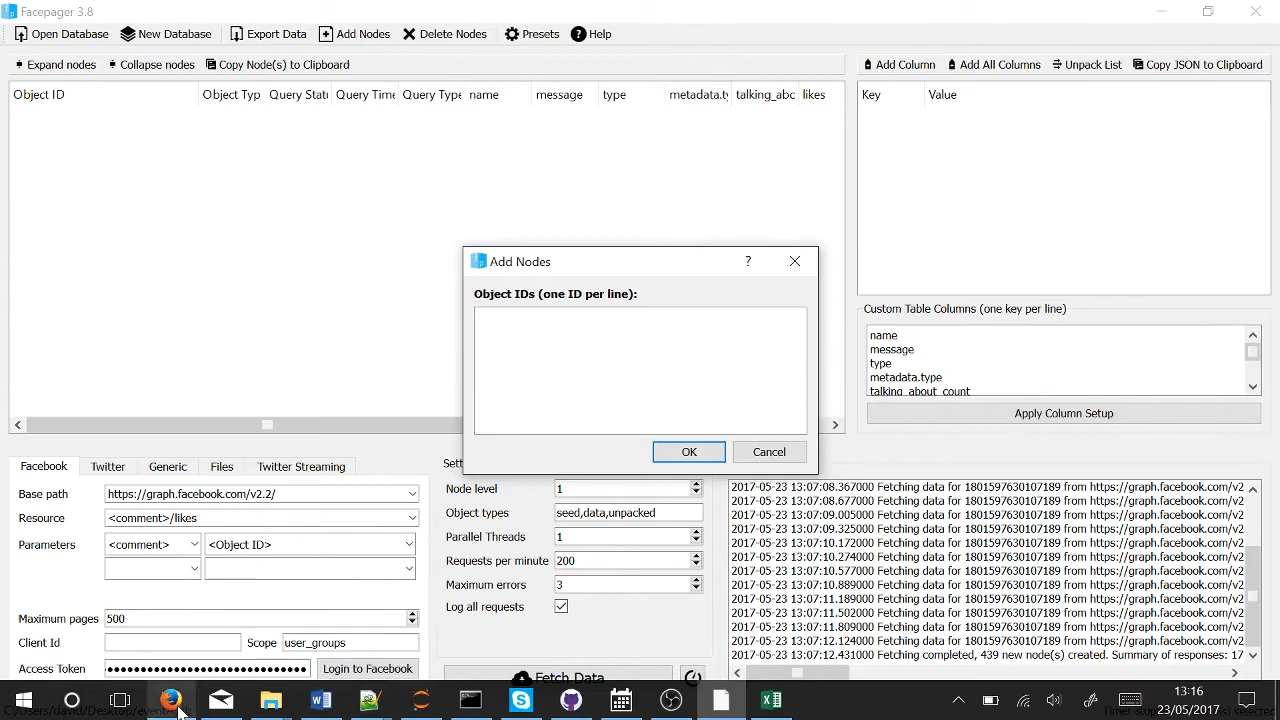 Facepager 3.8
Open Database New Database Export Data Add Nodes Delete Nodes Presets Help
Expand nodes Collapse nodes Copy Node(s) to Clipboard
Add Column Add All Columns Unpack List Copy JSON to Clipboard
Object ID Object Typ Query Statu Query Time Query Type name message type metadata.ty talking_abc likes
Key Value
Add Nodes
Object IDs (one ID per line):
OK Cancel
Custom Table Columns (one key per line)
name
message
type
metadata.type
talking_about_count
Apply Column Setup
Facebook Twitter Generic Files Twitter Streaming
Base path https://graph.facebook.com/v2.2/
Resource <comment>/likes
Parameters <comment> <Object ID>
Maximum pages 500
Client Id Scope user_groups
Access Token Login to Facebook
Node level 1
Object types seed,data,unpacked
Parallel Threads 1
Requests per minute 200
Maximum errors 3
Log all requests
Fetch Data
2017-05-23 13:07:08.367000 Fetching data for 1801597630107189 from https://graph.facebook.com/v2
2017-05-23 13:07:08.677000 Fetching data for 1801597630107189 from https://graph.facebook.com/v2
2017-05-23 13:07:09.005000 Fetching data for 1801597630107189 from https://graph.facebook.com/v2
2017-05-23 13:07:09.325000 Fetching data for 1801597630107189 from https://graph.facebook.com/v2
2017-05-23 13:07:10.172000 Fetching data for 1801597630107189 from https://graph.facebook.com/v2
2017-05-23 13:07:10.274000 Fetching data for 1801597630107189 from https://graph.facebook.com/v2
2017-05-23 13:07:10.577000 Fetching data for 1801597630107189 from https://graph.facebook.com/v2
2017-05-23 13:07:10.889000 Fetching data for 1801597630107189 from https://graph.facebook.com/v2
2017-05-23 13:07:11.189000 Fetching data for 1801597630107189 from https://graph.facebook.com/v2
2017-05-23 13:07:11.502000 Fetching data for 1801597630107189 from https://graph.facebook.com/v2
2017-05-23 13:07:11.809000 Fetching data for 1801597630107189 from https://graph.facebook.com/v2
2017-05-23 13:07:12.124000 Fetching data for 1801597630107189 from https://graph.facebook.com/v2
2017-05-23 13:07:12.431000 Fetching completed, 439 new node(s) created. Summary of responses: 17
13:16
23/05/2017